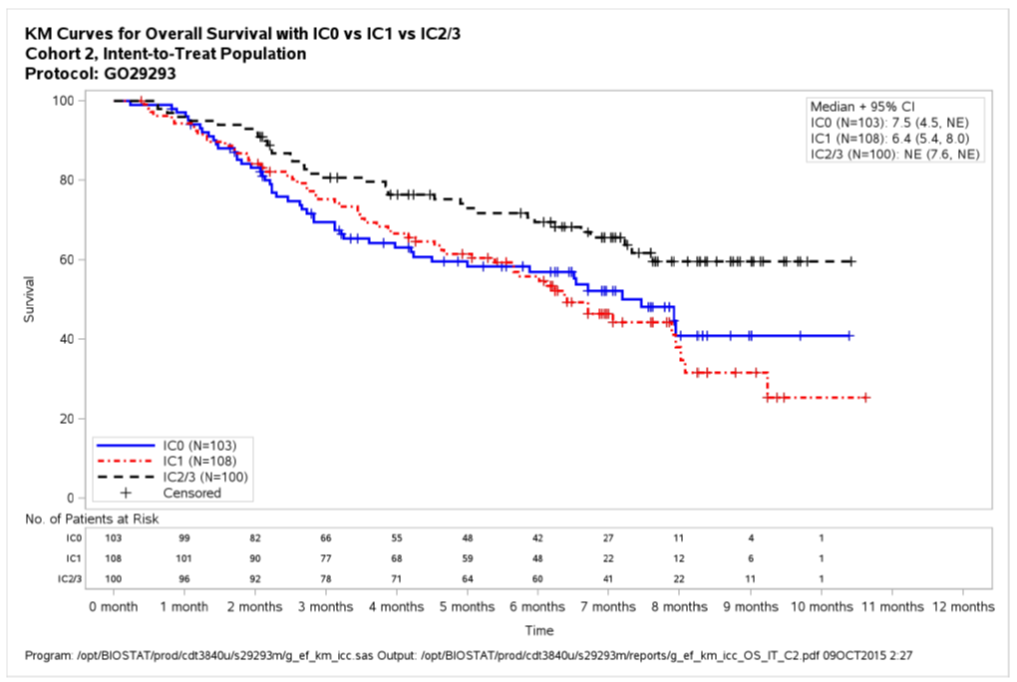 KM Curves for Overall Survival with IC0 vs IC1 vs IC2/3
Cohort 2, Intent-to-Treat Population
Protocol: GO29293
Median + 95% CI
IC0 (N=103): 7.5 (4.5, NE)
IC1 (N=108): 6.4 (5.4, 8.0)
IC2/3 (N=100): NE (7.6, NE)
100
80
60
40
20
0
Survival
IC0 (N=103)
IC1 (N=108)
IC2/3 (N=100)
+ Censored
No. of Patients at Risk
IC0 103 99 82 66 55 48 42 27 11 4 1
IC1 108 101 90 77 68 59 48 22 12 6 1
IC2/3 100 96 92 78 71 64 60 41 22 11 1
0 month 1 month 2 months 3 months 4 months 5 months 6 months 7 months 8 months 9 months 10 months 11 months 12 months
Time
Program: /opt/BIOSTAT/prod/cdt3840u/s29293m/g_ef_km_icc.sas Output: /opt/BIOSTAT/prod/cdt3840u/s29293m/reports/g_ef_km_icc_OS_IT_C2.pdf 09OCT2015 2:27